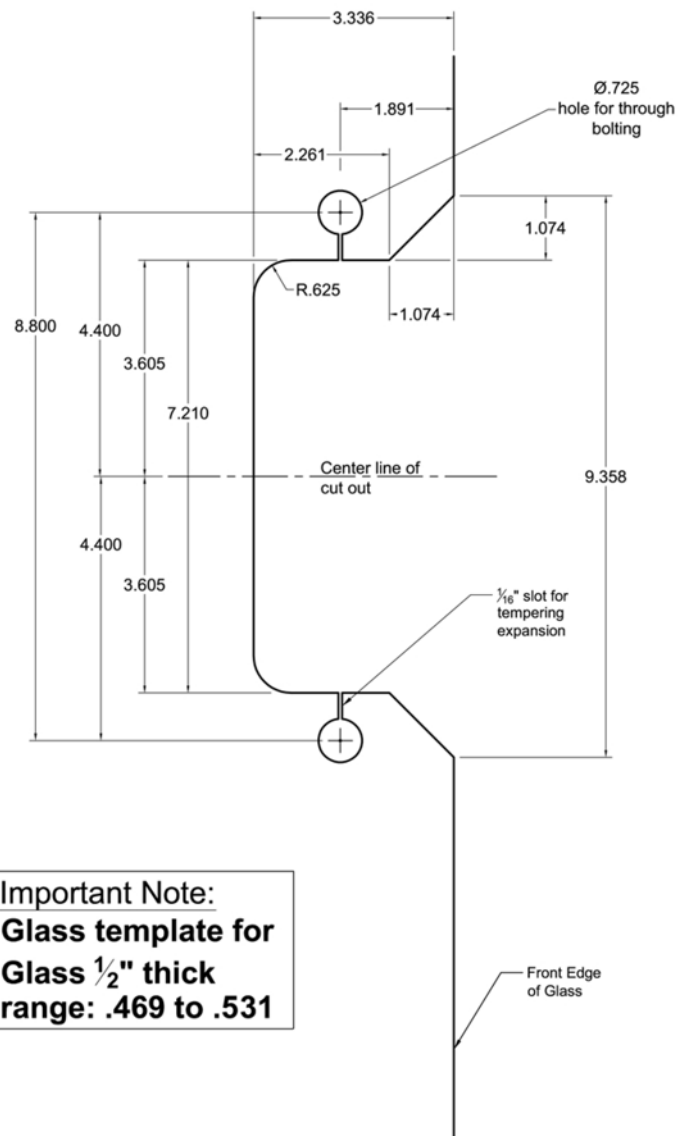 3.336
Ø.725
hole for through
bolting
1.891
2.261
1.074
R.625
1.074
8.800
4.400
3.605
7.210
Center line of
cut out
9.358
4.400
3.605
1⁄16" slot for
tempering
expansion
Important Note:
Glass template for
Glass 1⁄2" thick
range: .469 to .531
Front Edge
of Glass